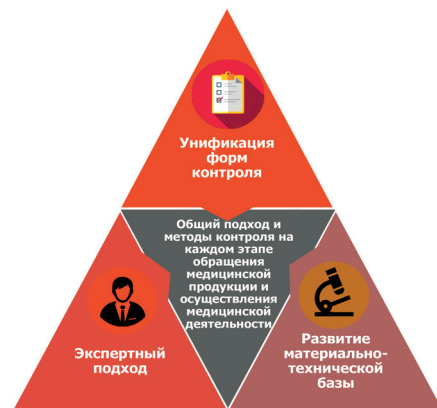 Унификация
форм
контроля
Общий подход и
методы контроля на
каждом этапе
обращения
медицинской
продукции и
осуществления
медицинской
деятельности
Экспертный
подход
Развитие
материально-
технической
базы